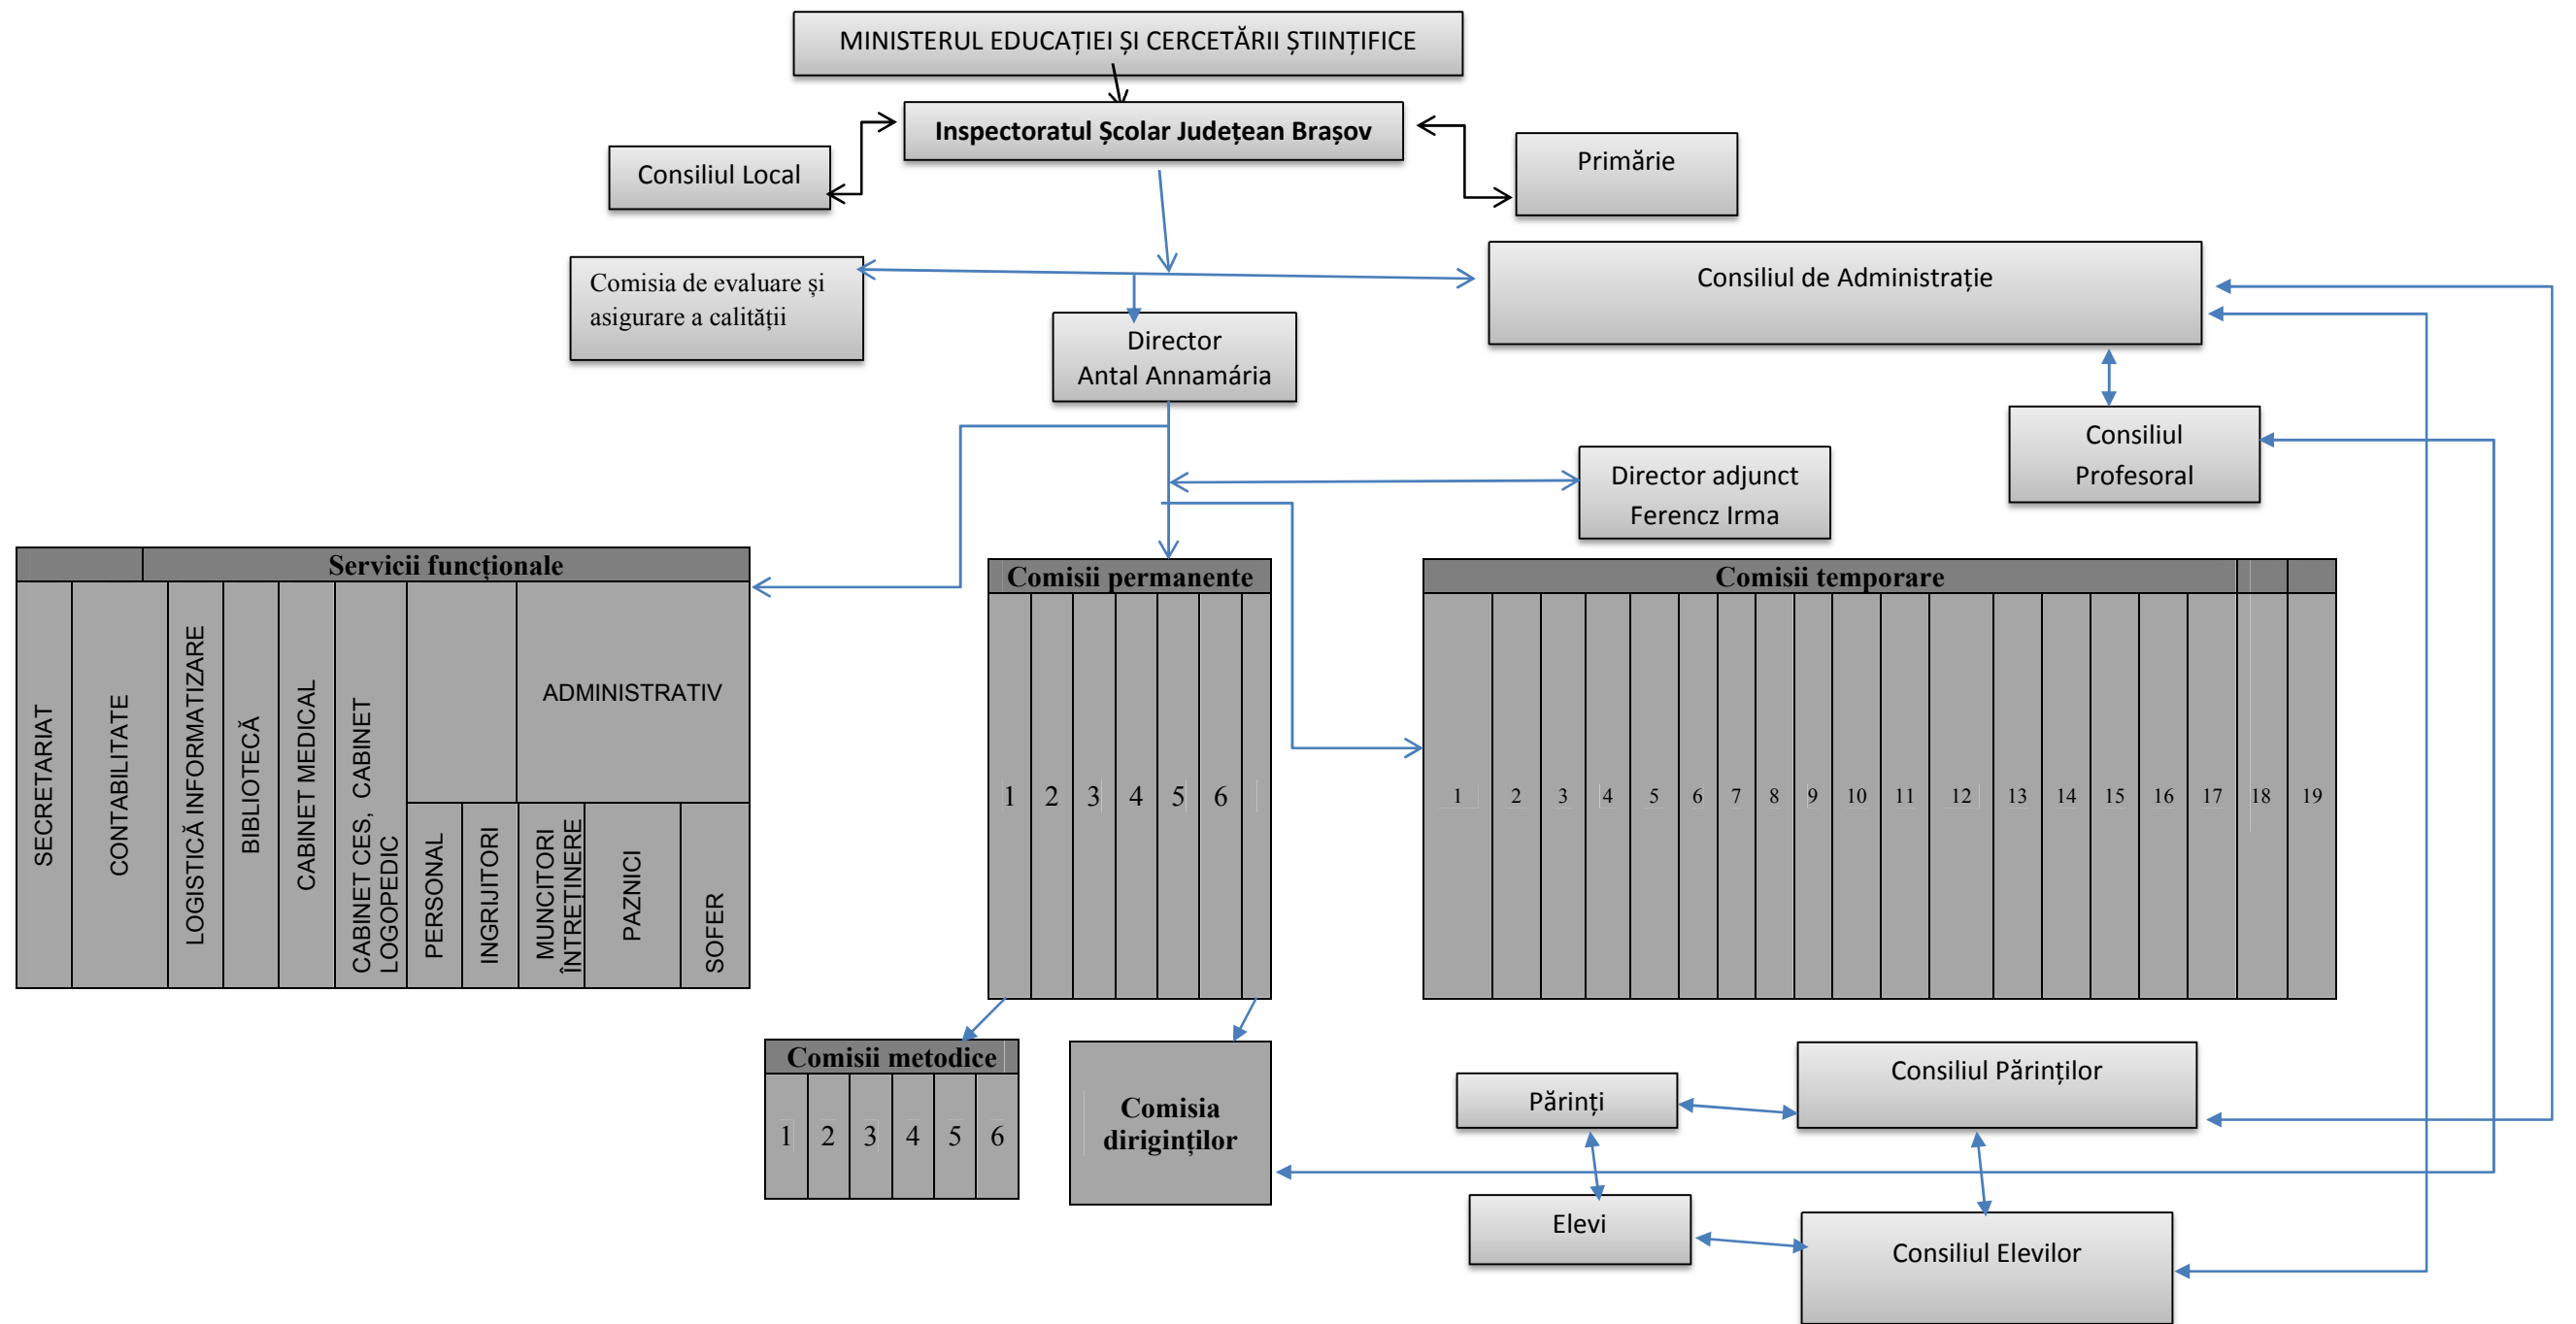 MINISTERUL EDUCAȚIEI ȘI CERCETĂRII ȘTIINȚIFICE
Inspectoratul Școlar Județean Brașov
Consiliul Local
Primărie
Comisia de evaluare și
asigurare a calității
Consiliul de Administrație
Director
Antal Annamária
Consiliul
Profesoral
Director adjunct
Ferencz Irma
Servicii funcționale
SECRETARIAT
CONTABILITATE
LOGISTICĂ INFORMATIZARE
BIBLIOTECĂ
CABINET MEDICAL
CABINET CES, CABINET
LOGOPEDIC
ADMINISTRATIV
PERSONAL
INGRIJITORI
MUNCITORI
ÎNTREȚINERE
PAZNICI
SOFER
Comisii permanente
1 2 3 4 5 6
Comisii temporare
1 2 3 4 5 6 7 8 9 10 11 12 13 14 15 16 17 18 19
Comisii metodice
1 2 3 4 5 6
Comisia
diriginților
Părinți
Consiliul Părinților
Elevi
Consiliul Elevilor